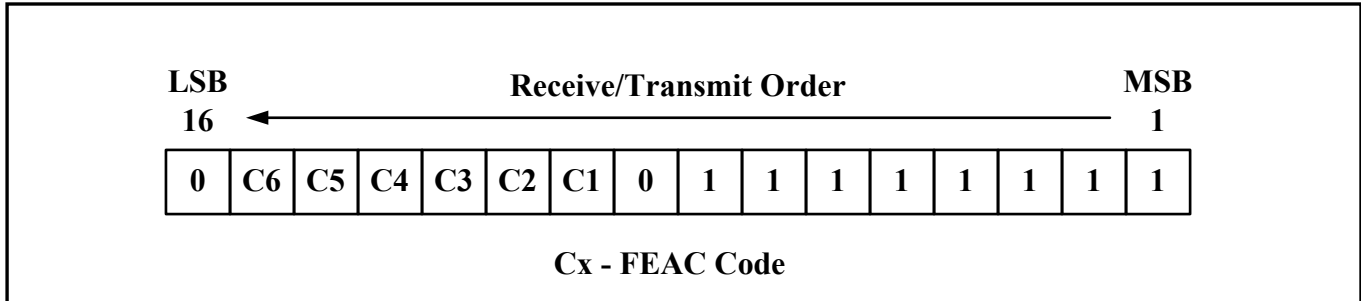 LSB Receive/Transmit Order MSB
16 1
0 C6 C5 C4 C3 C2 C1 0 1 1 1 1 1 1 1 1
Cx - FEAC Code